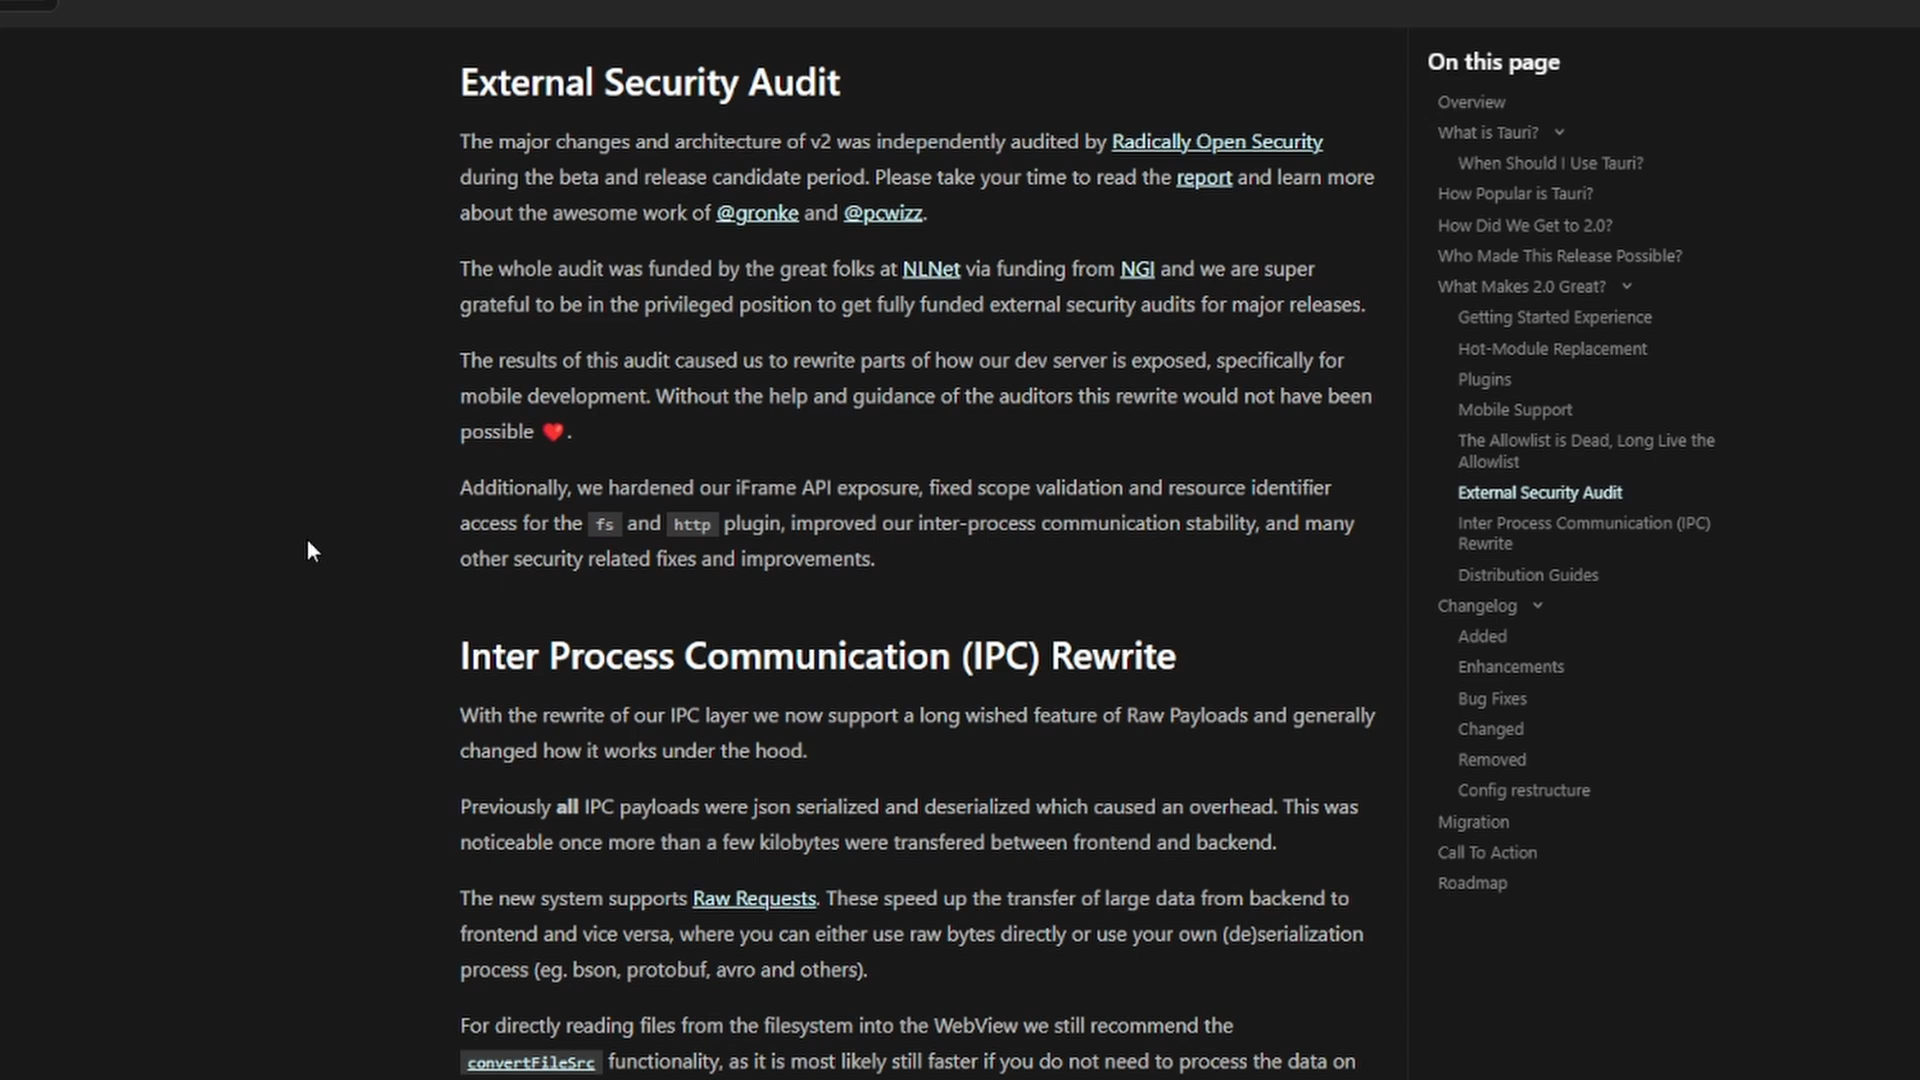 External Security Audit
The major changes and architecture of v2 was independently audited by Radically Open Security
during the beta and release candidate period. Please take your time to read the report and learn more
about the awesome work of @gronke and @pcwizz.
The whole audit was funded by the great folks at NLNet via funding from NGI and we are super
grateful to be in the privileged position to get fully funded external security audits for major releases.
The results of this audit caused us to rewrite parts of how our dev server is exposed, specifically for
mobile development. Without the help and guidance of the auditors this rewrite would not have been
possible ❤️.
Additionally, we hardened our iFrame API exposure, fixed scope validation and resource identifier
access for the fs and http plugin, improved our inter-process communication stability, and many
other security related fixes and improvements.
Inter Process Communication (IPC) Rewrite
With the rewrite of our IPC layer we now support a long wished feature of Raw Payloads and generally
changed how it works under the hood.
Previously all IPC payloads were json serialized and deserialized which caused an overhead. This was
noticeable once more than a few kilobytes were transfered between frontend and backend.
The new system supports Raw Requests. These speed up the transfer of large data from backend to
frontend and vice versa, where you can either use raw bytes directly or use your own (de)serialization
process (eg. bson, protobuf, avro and others).
For directly reading files from the filesystem into the WebView we still recommend the
convertFileSrc functionality, as it is most likely still faster if you do not need to process the data on
On this page
Overview
What is Tauri?
When Should I Use Tauri?
How Popular is Tauri?
How Did We Get to 2.0?
Who Made This Release Possible?
What Makes 2.0 Great?
Getting Started Experience
Hot-Module Replacement
Plugins
Mobile Support
The Allowlist is Dead, Long Live the
Allowlist
External Security Audit
Inter Process Communication (IPC)
Rewrite
Distribution Guides
Changelog
Added
Enhancements
Bug Fixes
Changed
Removed
Config restructure
Migration
Call To Action
Roadmap